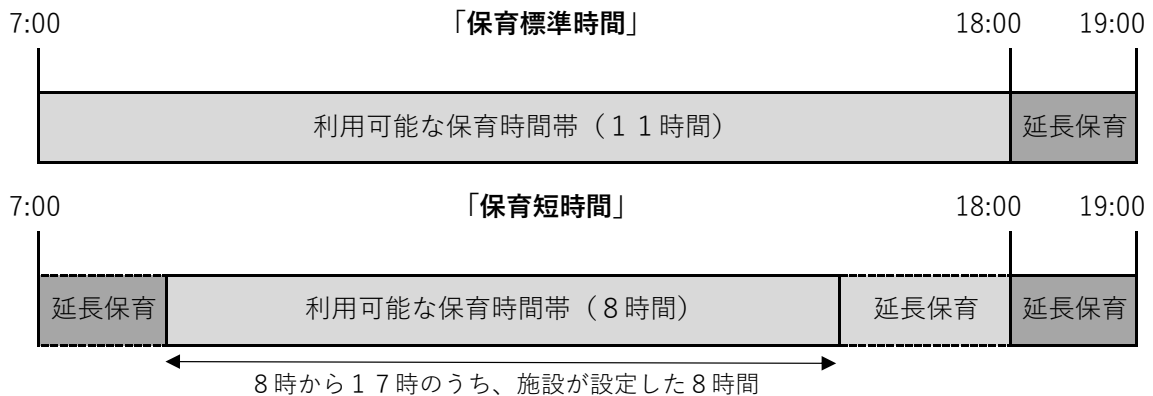 「保育標準時間」
7:00 18:00 19:00
利用可能な保育時間帯（１１時間） 延長保育
「保育短時間」
7:00 18:00 19:00
延長保育 利用可能な保育時間帯（８時間） 延長保育 延長保育
８時から１７時のうち、施設が設定した８時間